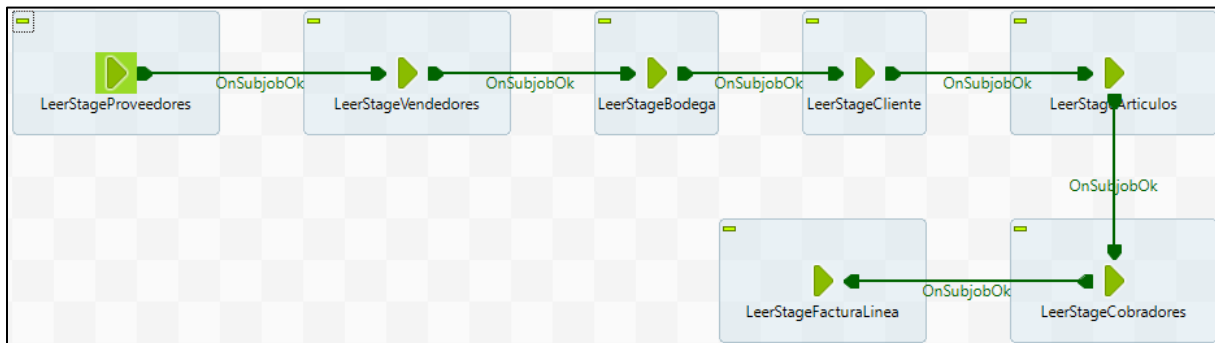 OnSubjobOk
OnSubjobOk
OnSubjobOk
OnSubjobOk
LeerStageProveedores
LeerStageVendedores
LeerStageBodega
LeerStageCliente
LeerStageArticulos
OnSubjobOk
OnSubjobOk
LeerStageFacturaLinea
LeerStageCobradores